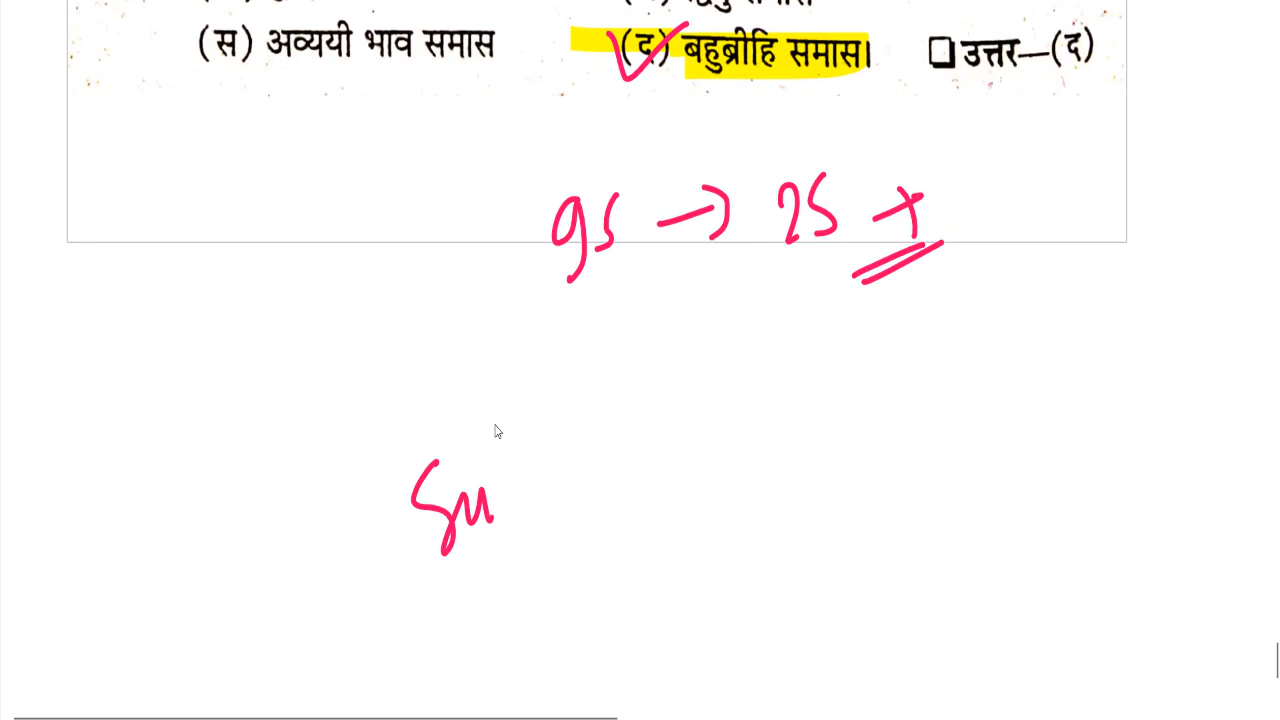 (स) अव्ययी भाव समास (द) बहुब्रीहि समास। ❑ उत्तर—(द)
95 → 25 +
Su